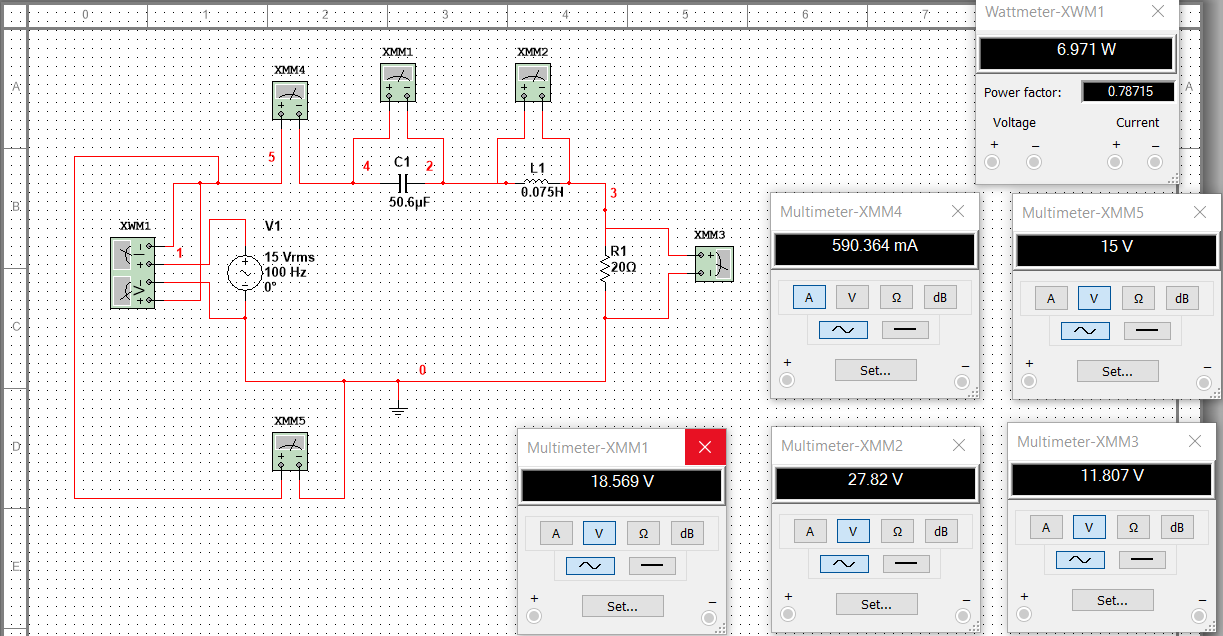 0 1 2 3 4 5 6 7
Wattmeter-XWM1
6.971 W
Power factor: 0.78715
Voltage Current
+ − + −
A
A
B
C
D
E
XMM4
+ −
XMM1
+ −
XMM2
+ −
5
4
C1
2
50.6µF
L1
0.075H
3
XWM1
1
V1
15 Vrms
100 Hz
0°
R1
20Ω
XMM3
0
XMM5
+ −
Multimeter-XMM4
590.364 mA
A V Ω dB
Set...
+ −
Multimeter-XMM5
15 V
A V Ω dB
Set...
+ −
Multimeter-XMM1
18.569 V
A V Ω dB
Set...
+ −
Multimeter-XMM2
27.82 V
A V Ω dB
Set...
+ −
Multimeter-XMM3
11.807 V
A V Ω dB
Set...
+ −